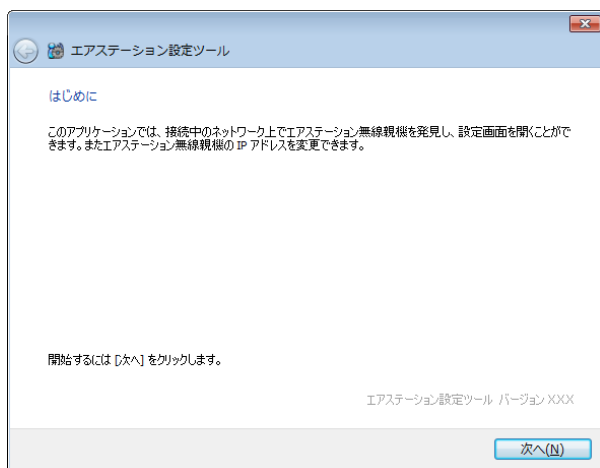 エアステーション設定ツール
はじめに
このアプリケーションでは、接続中のネットワーク上でエアステーション無線親機を発見し、設定画面を開くことがで
きます。またエアステーション無線親機の IP アドレスを変更できます。
開始するには [次へ] をクリックします。
エアステーション設定ツール バージョン XXX
次へ(N)